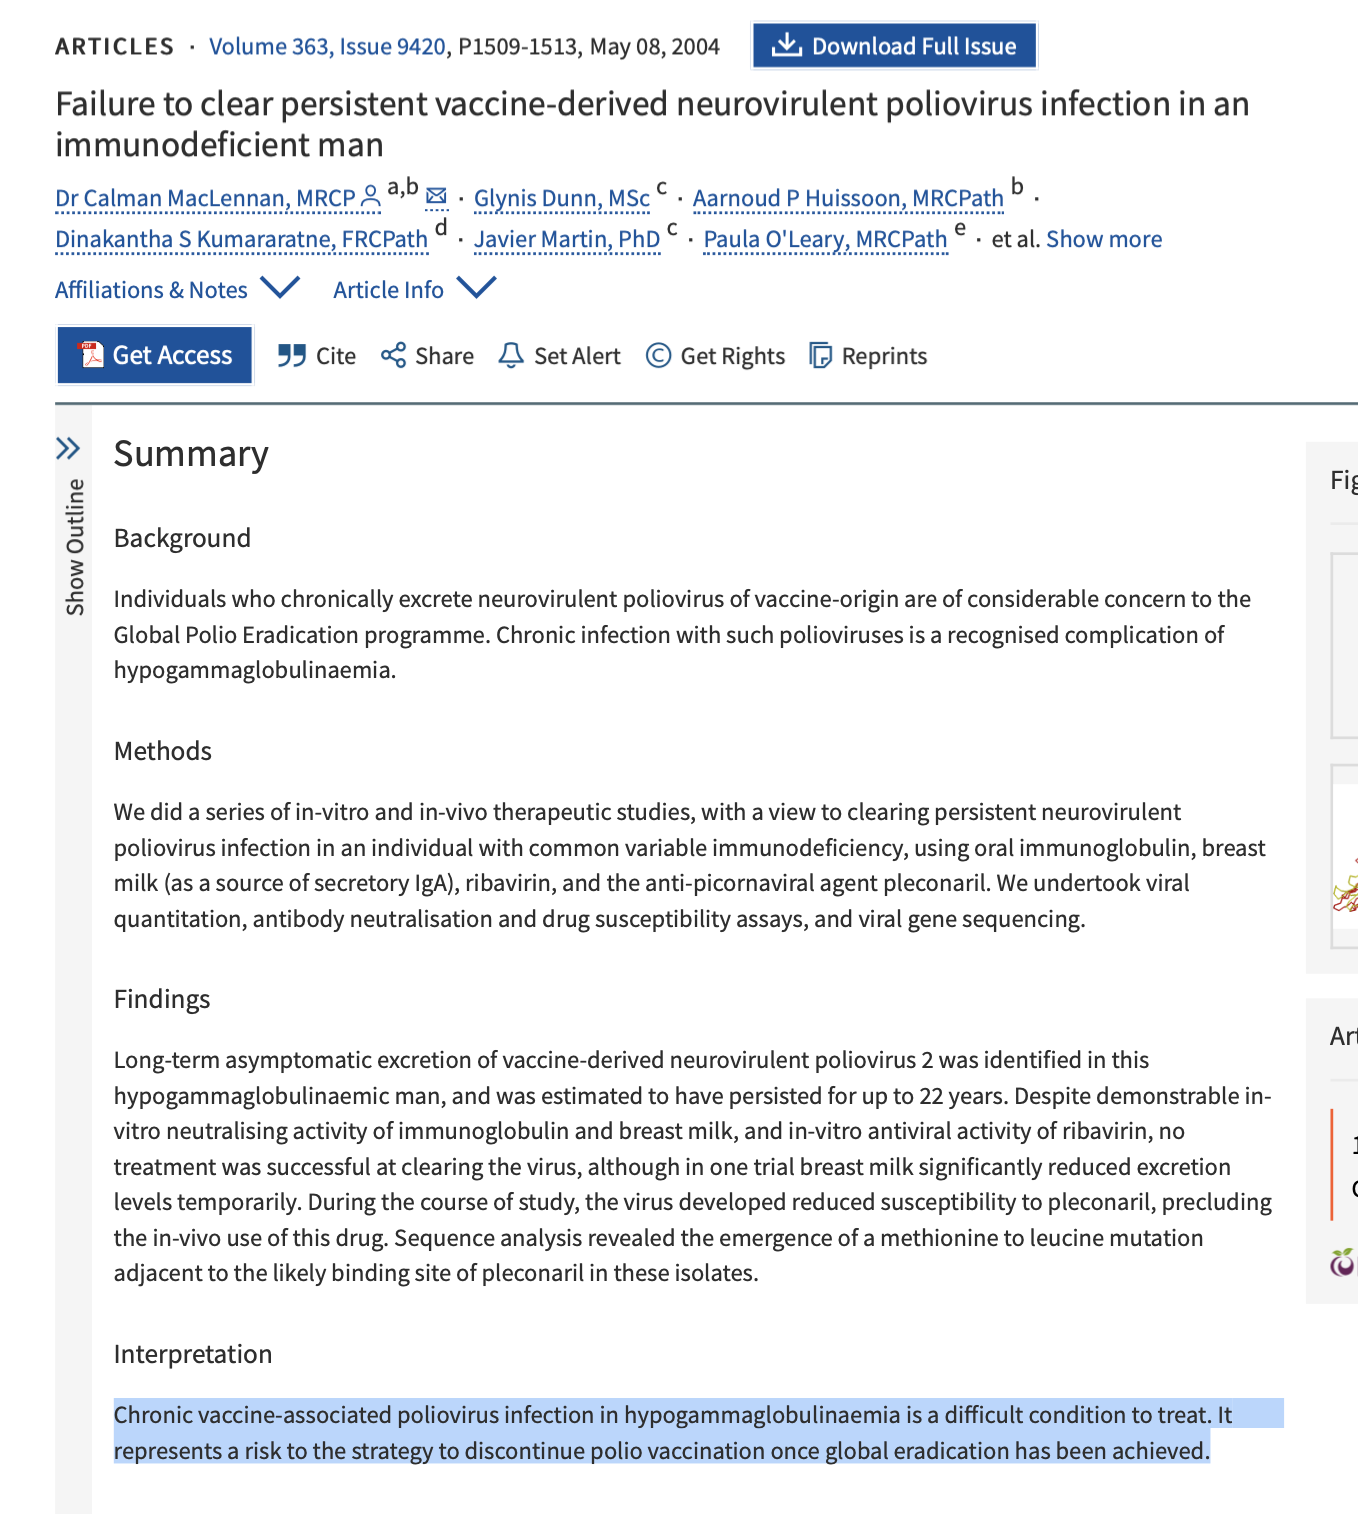 ARTICLES · Volume 363, Issue 9420, P1509-1513, May 08, 2004 Download Full Issue
Failure to clear persistent vaccine-derived neurovirulent poliovirus infection in an
immunodeficient man
Dr Calman MacLennan, MRCP a,b · Glynis Dunn, MSc c · Aarnoud P Huissoon, MRCPath b ·
Dinakantha S Kumararatne, FRCPath d · Javier Martin, PhD c · Paula O'Leary, MRCPath e · et al. Show more
Affiliations & Notes Article Info
PDF Get Access Cite Share Set Alert © Get Rights Reprints
Show Outline
Summary
Background
Individuals who chronically excrete neurovirulent poliovirus of vaccine-origin are of considerable concern to the
Global Polio Eradication programme. Chronic infection with such polioviruses is a recognised complication of
hypogammaglobulinaemia.
Methods
We did a series of in-vitro and in-vivo therapeutic studies, with a view to clearing persistent neurovirulent
poliovirus infection in an individual with common variable immunodeficiency, using oral immunoglobulin, breast
milk (as a source of secretory IgA), ribavirin, and the anti-picornaviral agent pleconaril. We undertook viral
quantitation, antibody neutralisation and drug susceptibility assays, and viral gene sequencing.
Findings
Long-term asymptomatic excretion of vaccine-derived neurovirulent poliovirus 2 was identified in this
hypogammaglobulinaemic man, and was estimated to have persisted for up to 22 years. Despite demonstrable in-
vitro neutralising activity of immunoglobulin and breast milk, and in-vitro antiviral activity of ribavirin, no
treatment was successful at clearing the virus, although in one trial breast milk significantly reduced excretion
levels temporarily. During the course of study, the virus developed reduced susceptibility to pleconaril, precluding
the in-vivo use of this drug. Sequence analysis revealed the emergence of a methionine to leucine mutation
adjacent to the likely binding site of pleconaril in these isolates.
Interpretation
Chronic vaccine-associated poliovirus infection in hypogammaglobulinaemia is a difficult condition to treat. It
represents a risk to the strategy to discontinue polio vaccination once global eradication has been achieved.
Fig
Art